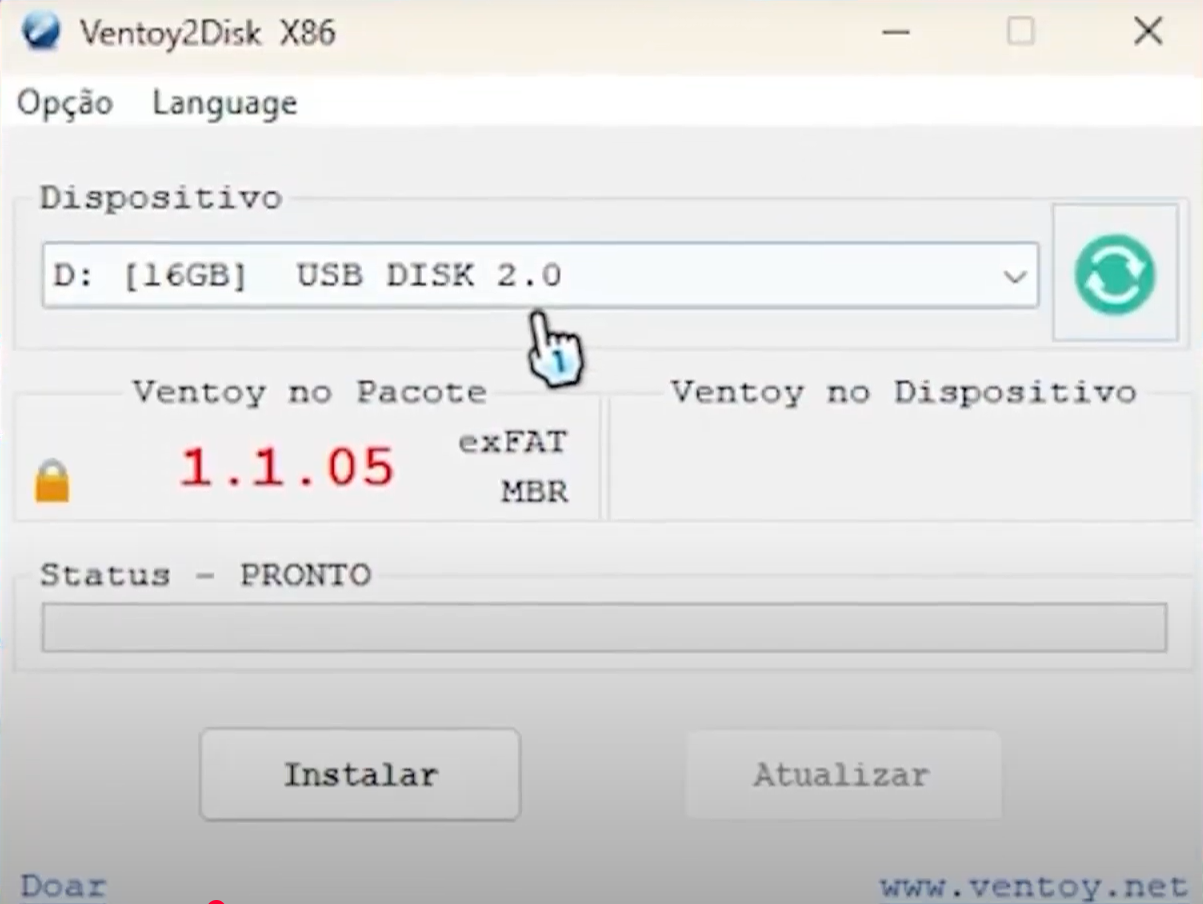 Ventoy2Disk X86
Opção Language
Dispositivo
D: [16GB] USB DISK 2.0
1
Ventoy no Pacote
Ventoy no Dispositivo
1.1.05
exFAT
MBR
Status - PRONTO
Instalar
Atualizar
Doar
www.ventoy.net